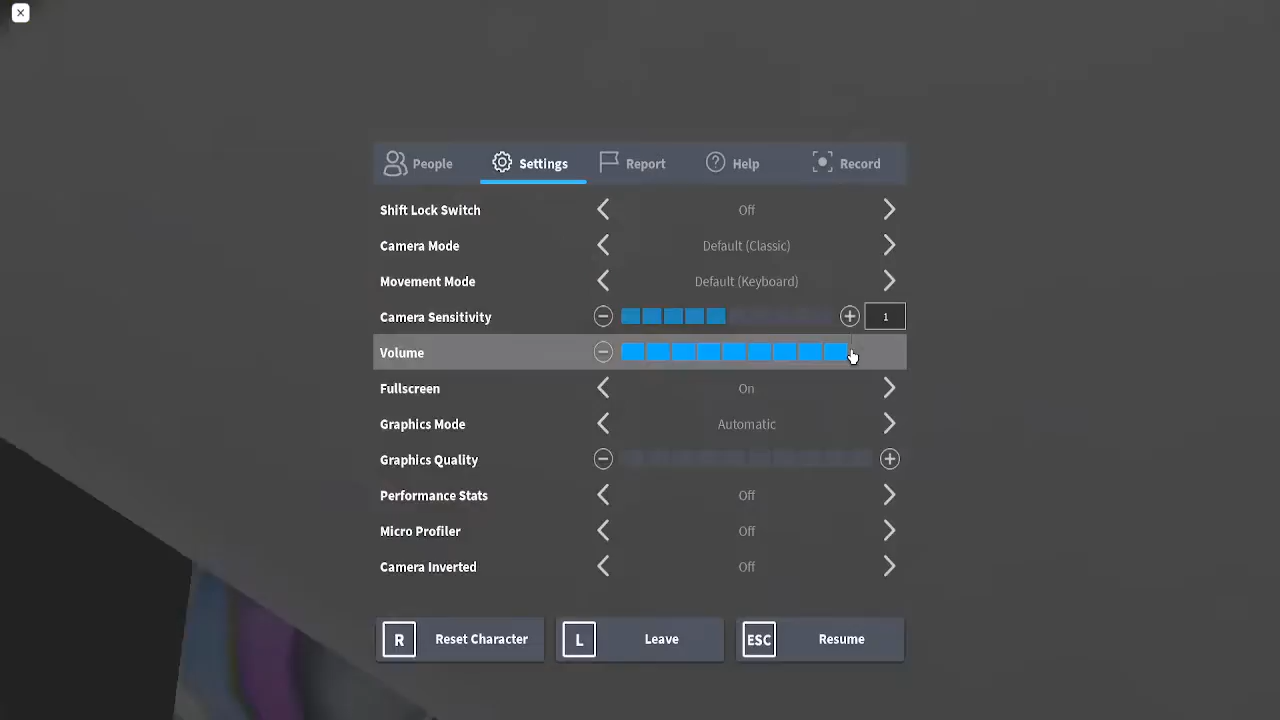 People Settings Report Help Record
Shift Lock Switch Off
Camera Mode Default (Classic)
Movement Mode Default (Keyboard)
Camera Sensitivity 1
Volume
Fullscreen On
Graphics Mode Automatic
Graphics Quality
Performance Stats Off
Micro Profiler Off
Camera Inverted Off
R Reset Character L Leave ESC Resume